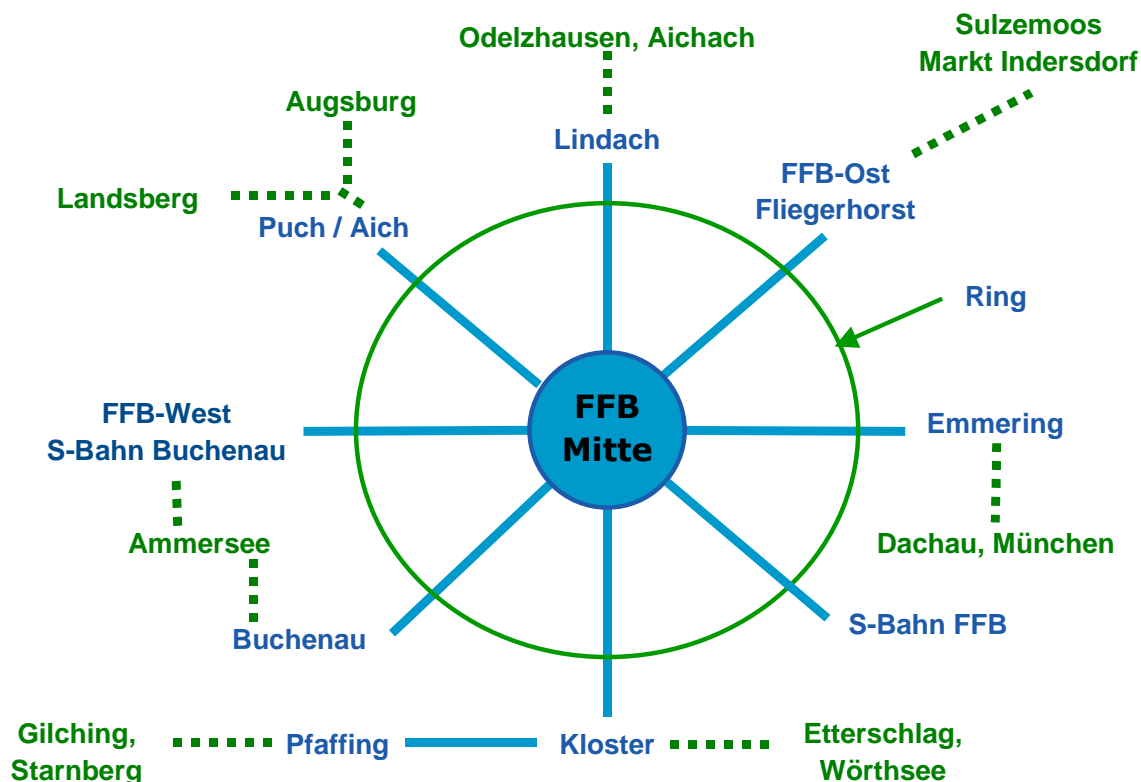 Sulzemoos
Markt Indersdorf
Odelzhausen, Aichach
Augsburg
Lindach
FFB-Ost
Fliegerhorst
Landsberg
Puch / Aich
Ring
FFB
Mitte
FFB-West
S-Bahn Buchenau
Emmering
Ammersee
Dachau, München
Buchenau
S-Bahn FFB
Gilching,
Starnberg
Pfaffing
Kloster
Etterschlag,
Wörthsee